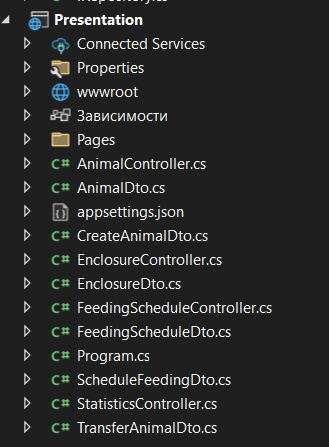 Presentation
Connected Services
Properties
wwwroot
Зависимости
Pages
C# AnimalController.cs
C# AnimalDto.cs
appsettings.json
C# CreateAnimalDto.cs
C# EnclosureController.cs
C# EnclosureDto.cs
C# FeedingScheduleController.cs
C# FeedingScheduleDto.cs
C# Program.cs
C# ScheduleFeedingDto.cs
C# StatisticsController.cs
C# TransferAnimalDto.cs